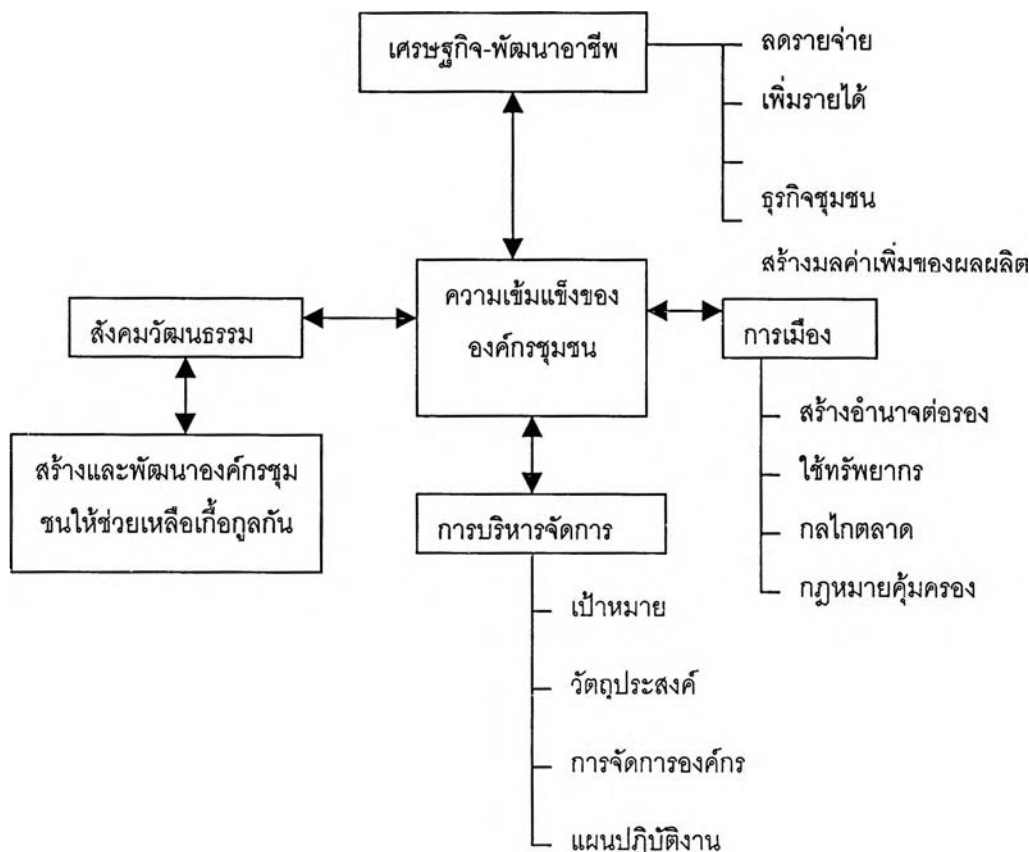 เศรษฐกิจ-พัฒนาอาชีพ
ลดรายจ่าย
เพิ่มรายได้
ธุรกิจชุมชน
สร้างมลค่าเพิ่มของผลผลิต
ความเข้มแข็งของ
องค์กรชุมชน
สังคมวัฒนธรรม
การเมือง
สร้างอำนาจต่อรอง
ใช้ทรัพยากร
กลไกตลาด
กฎหมายคุ้มครอง
สร้างและพัฒนาองค์กรชุม
ชนให้ช่วยเหลือเกื้อกูลกัน
การบริหารจัดการ
เป้าหมาย
วัตถุประสงค์
การจัดการองค์กร
แผนปฏิบัติงาน